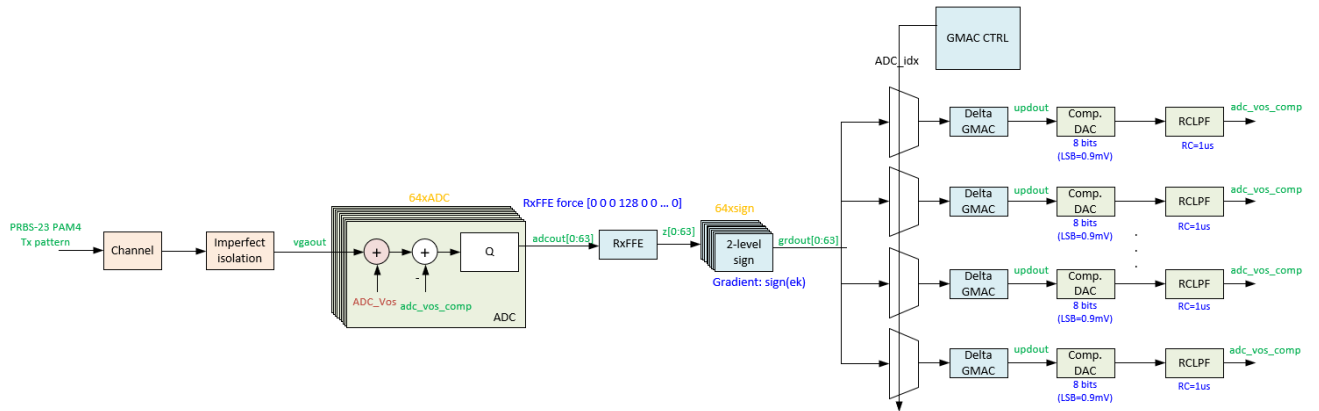 GMAC CTRL
ADC_idx
Delta
GMAC
updout
Comp.
DAC
8 bits
(LSB=0.9mV)
RCLPF
RC=1us
adc_vos_comp
64xADC
RxFFE force [0 0 0 128 0 0 ... 0]
64xsign
Delta
GMAC
updout
Comp.
DAC
8 bits
(LSB=0.9mV)
RCLPF
adc_vos_comp
PRBS-23 PAM4
Tx pattern
Channel
Imperfect
isolation
vgaout
+
+
-
Q
ADC_Vos
adc_vos_comp
ADC
adcout[0:63]
RxFFE
z[0:63]
2-level
sign
grdout[0:63]
Gradient: sign(ek)
Delta
GMAC
updout
Comp.
DAC
8 bits
(LSB=0.9mV)
RCLPF
adc_vos_comp
Delta
GMAC
updout
Comp.
DAC
8 bits
(LSB=0.9mV)
RCLPF
RC=1us
adc_vos_comp